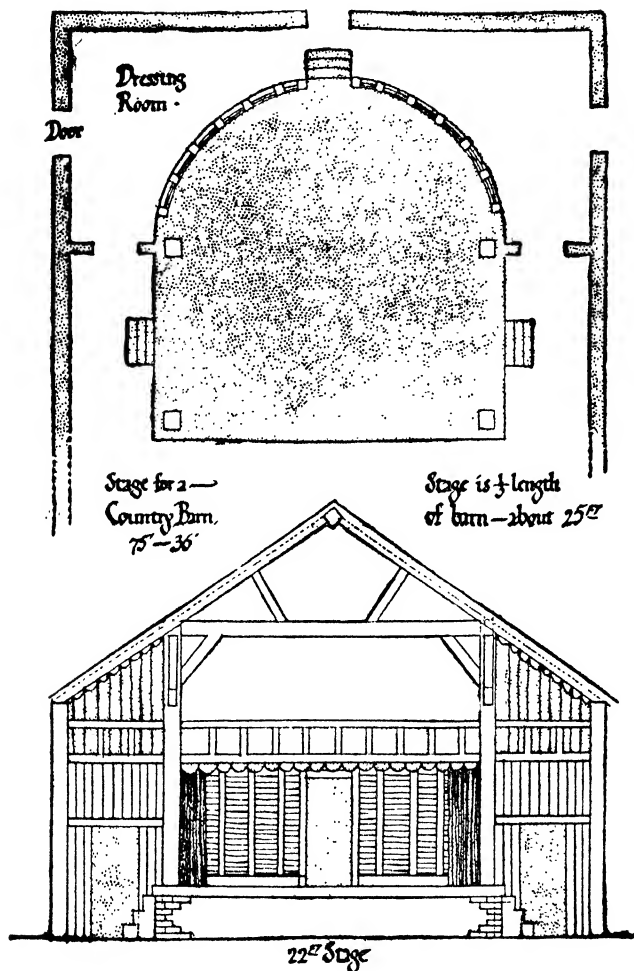 Dressing
Room.
Door
Stage for a —
Country Barn,
75' — 36'
Stage is ⅓ length
of barn — about 25 FT
22 FT Stage